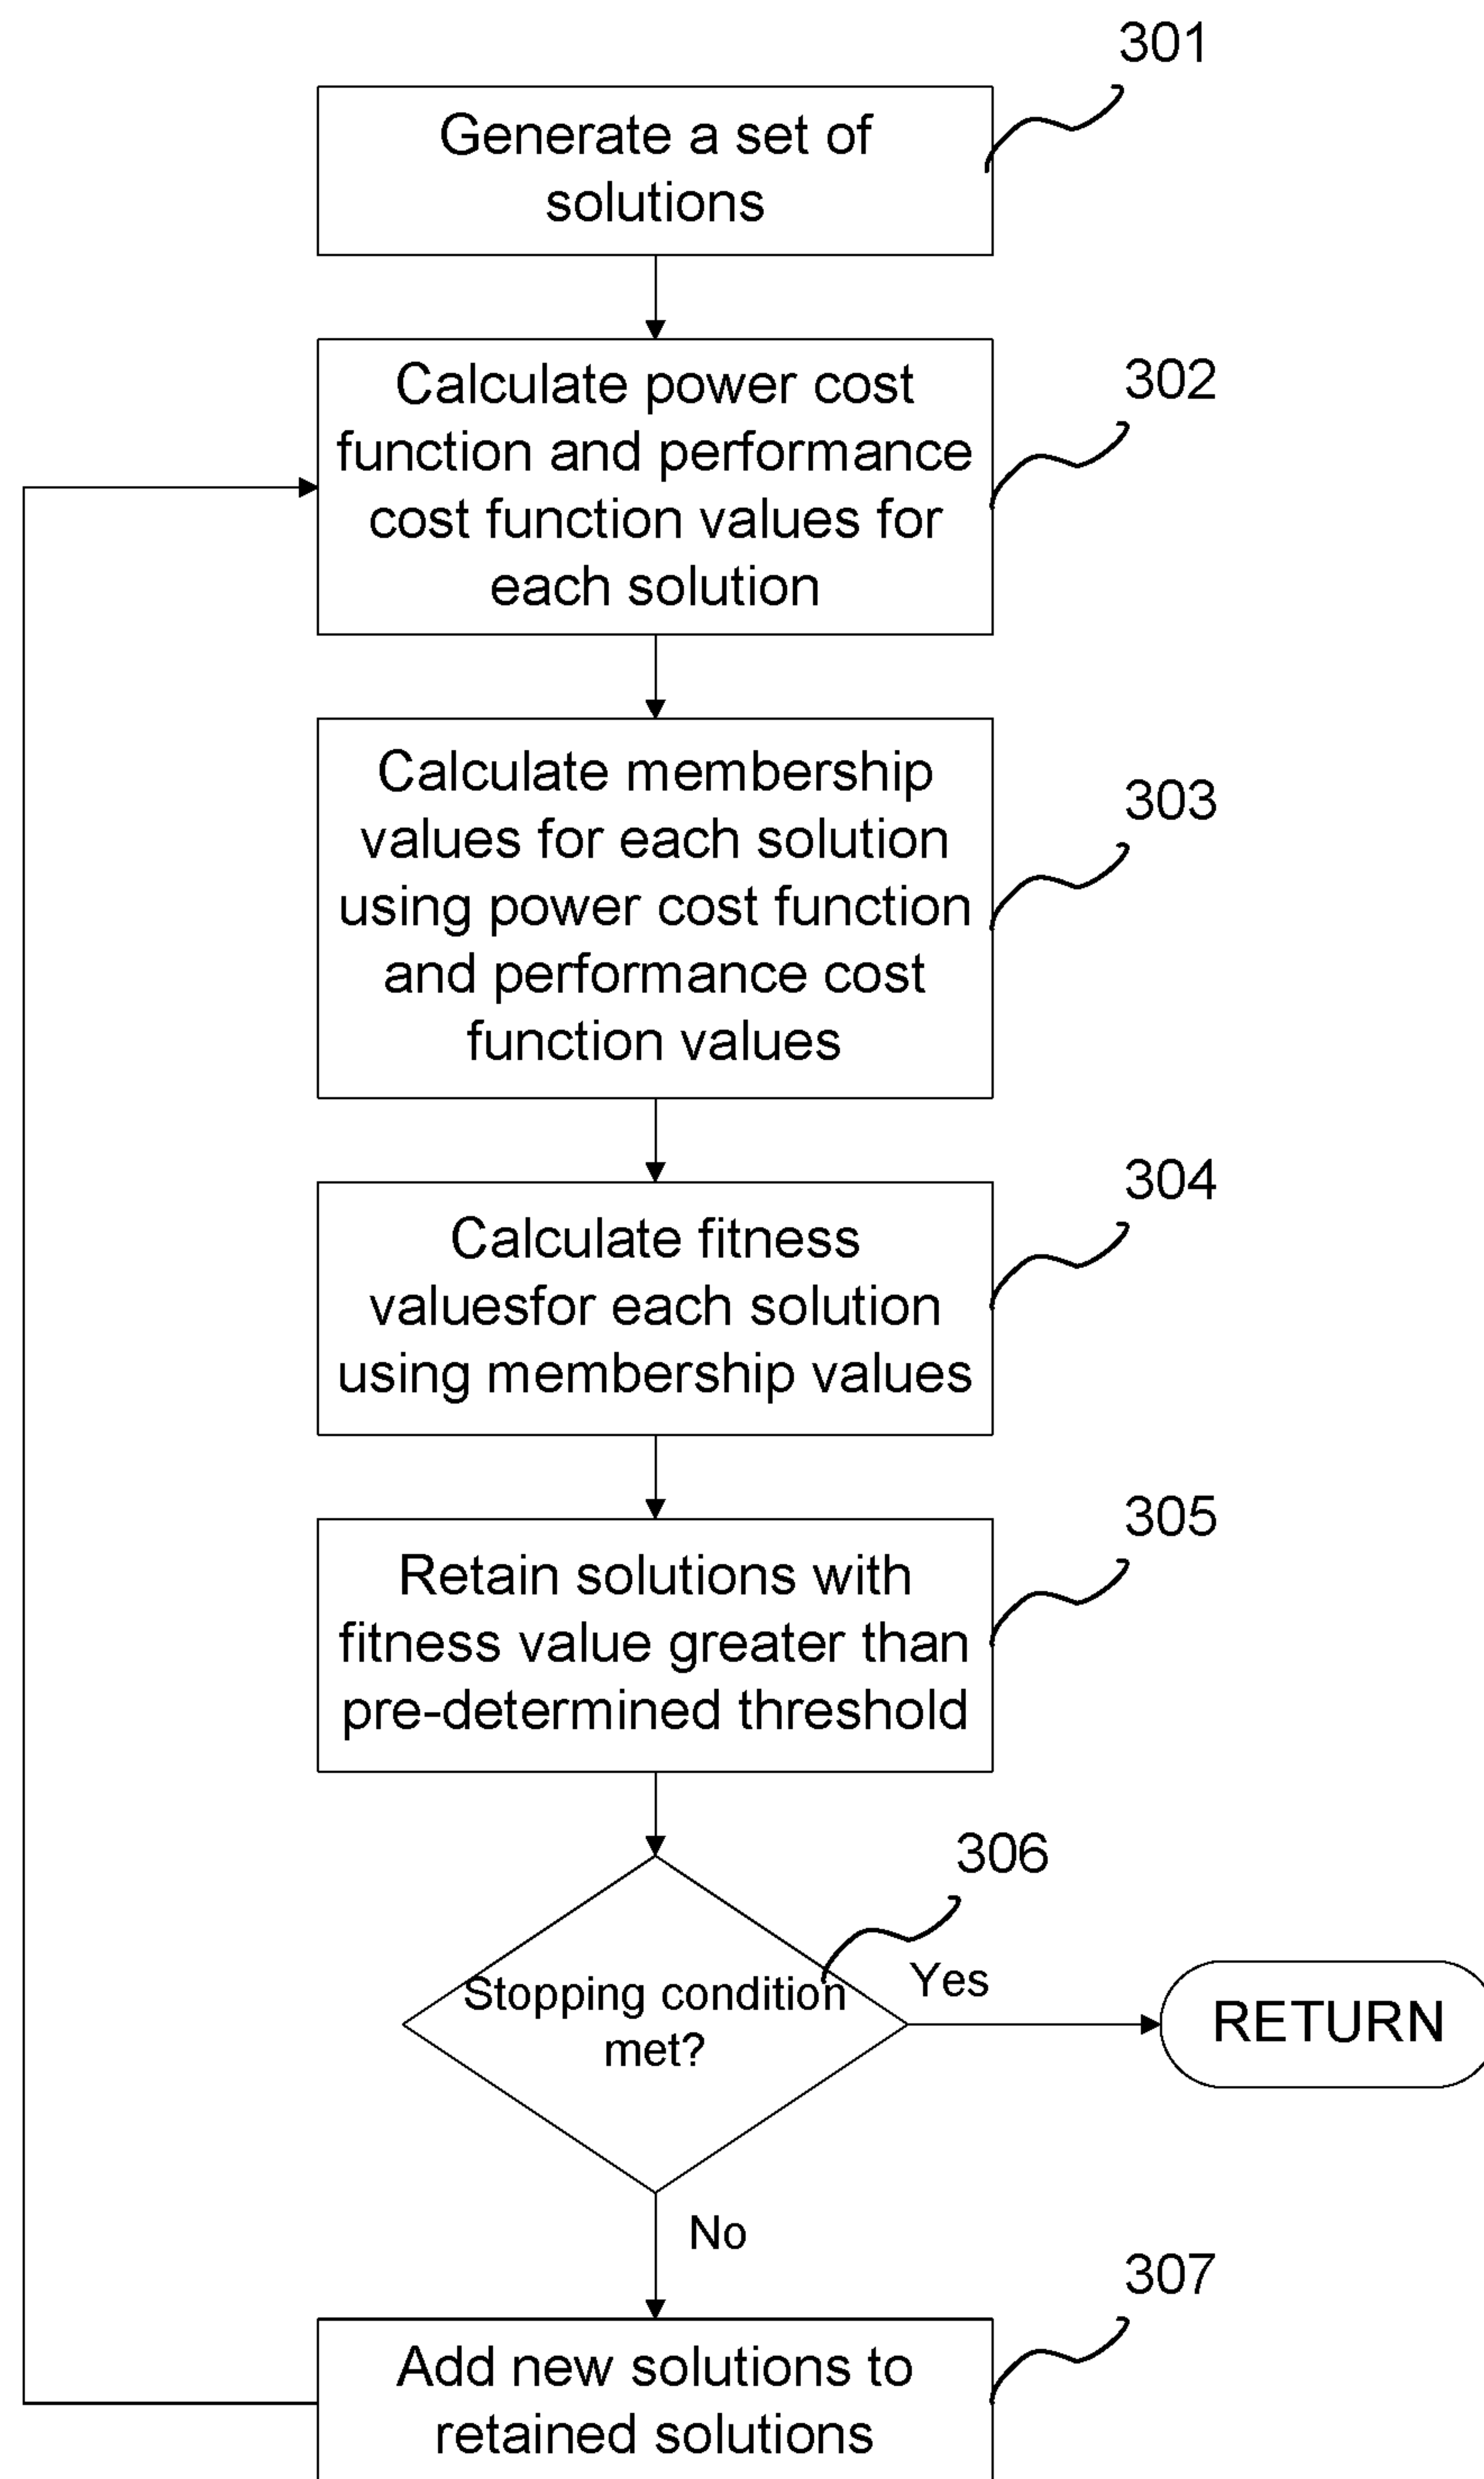 301
Generate a set of
solutions
302
Calculate power cost
function and performance
cost function values for
each solution
303
Calculate membership
values for each solution
using power cost function
and performance cost
function values
304
Calculate fitness
valuesfor each solution
using membership values
305
Retain solutions with
fitness value greater than
pre-determined threshold
306
Stopping condition
met?
Yes
RETURN
No
307
Add new solutions to
retained solutions